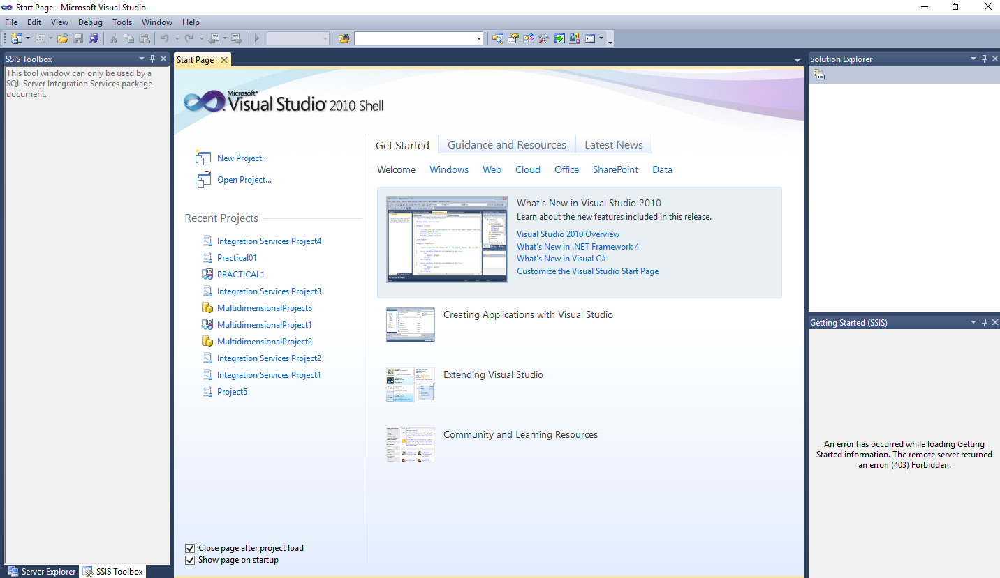 Start Page - Microsoft Visual Studio
File Edit View Debug Tools Window Help
SSIS Toolbox
This tool window can only be used by a
SQL Server Integration Services package
document.
Server Explorer SSIS Toolbox
Start Page
Microsoft®
Visual Studio® 2010 Shell
New Project...
Open Project...
Recent Projects
Integration Services Project4
Practical01
PRACTICAL1
Integration Services Project3
MultidimensionalProject3
MultidimensionalProject1
MultidimensionalProject2
Integration Services Project2
Integration Services Project1
Project5
Close page after project load
Show page on startup
Get Started Guidance and Resources Latest News
Welcome Windows Web Cloud Office SharePoint Data
What's New in Visual Studio 2010
Learn about the new features included in this release.
Visual Studio 2010 Overview
What's New in .NET Framework 4
What's New in Visual C#
Customize the Visual Studio Start Page
Creating Applications with Visual Studio
Extending Visual Studio
Community and Learning Resources
Solution Explorer
Getting Started (SSIS)
An error has occurred while loading Getting
Started information. The remote server returned
an error: (403) Forbidden.